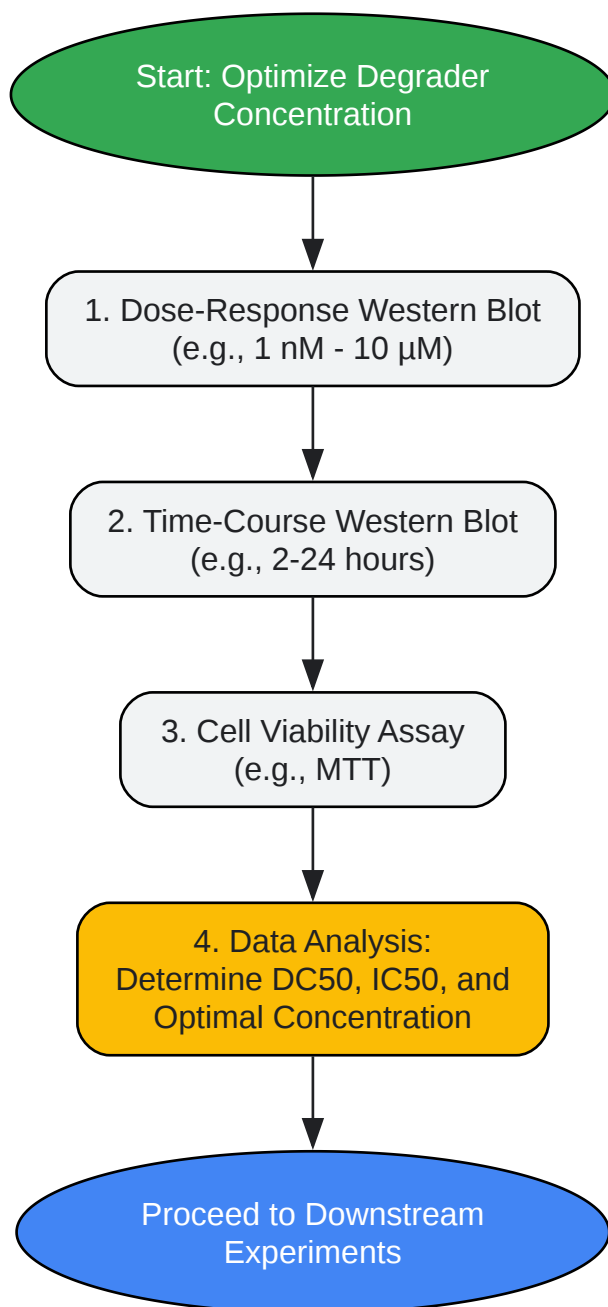 Start: Optimize Degrader
Concentration
1. Dose-Response Western Blot
(e.g., 1 nM - 10 µM)
2. Time-Course Western Blot
(e.g., 2-24 hours)
3. Cell Viability Assay
(e.g., MTT)
4. Data Analysis:
Determine DC50, IC50, and
Optimal Concentration
Proceed to Downstream
Experiments